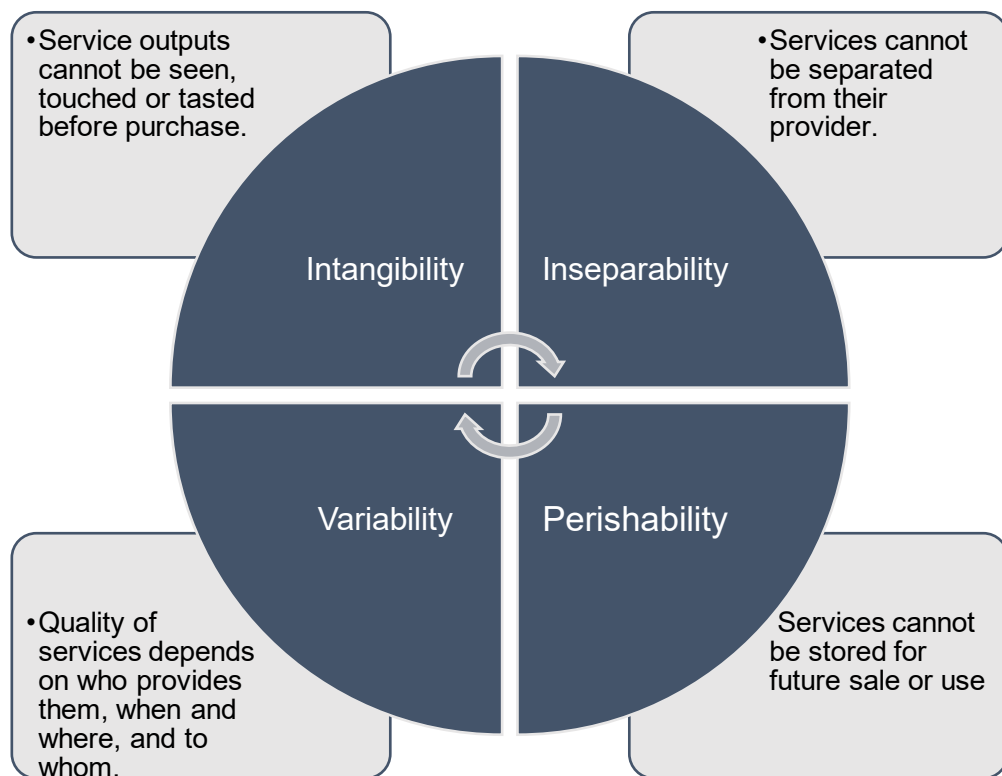 •Service outputs
cannot be seen,
touched or tasted
before purchase.
•Services cannot
be separated
from their
provider.
Intangibility
Inseparability
Variability
Perishability
•Quality of
services depends
on who provides
them, when and
where, and to
whom.
Services cannot
be stored for
future sale or use